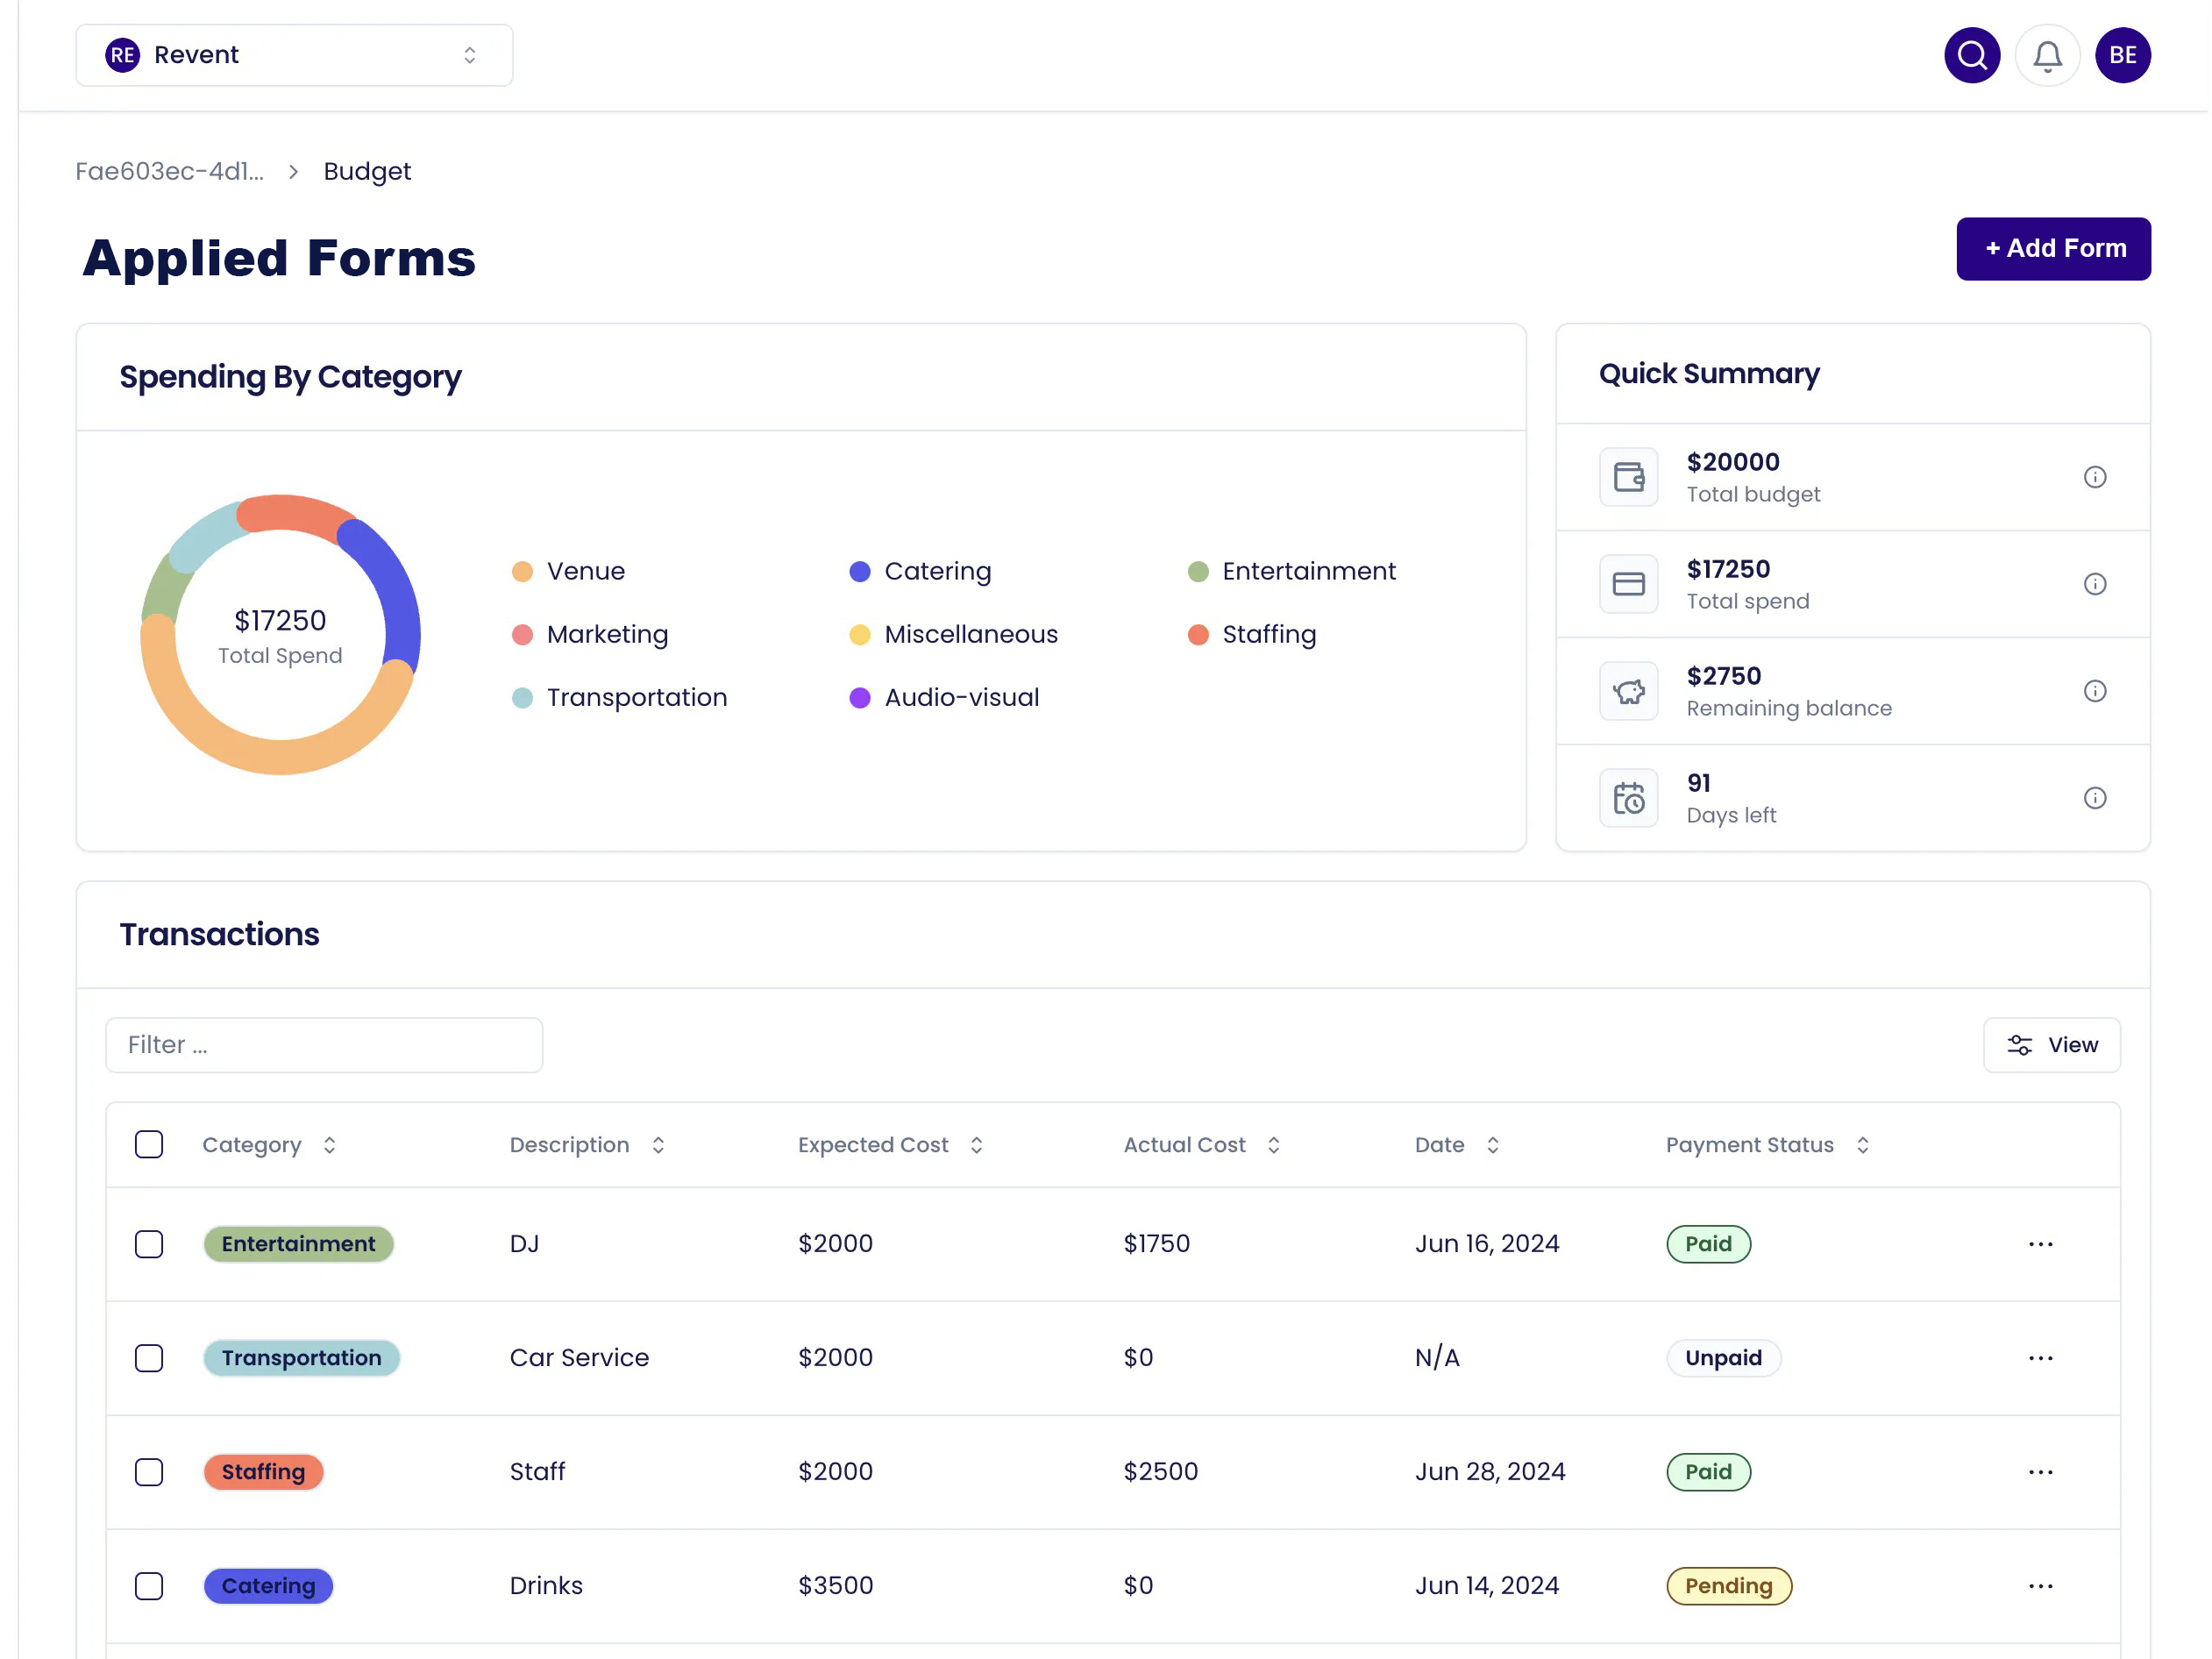 RE Revent
BE
Fae603ec-4d1... > Budget
Applied Forms
+ Add Form
Spending By Category
$17250
Total Spend
Venue
Catering
Entertainment
Marketing
Miscellaneous
Staffing
Transportation
Audio-visual
Quick Summary
$20000
Total budget
$17250
Total spend
$2750
Remaining balance
91
Days left
Transactions
Filter ...
View
Category Description Expected Cost Actual Cost Date Payment Status
Entertainment DJ $2000 $1750 Jun 16, 2024 Paid ...
Transportation Car Service $2000 $0 N/A Unpaid ...
Staffing Staff $2000 $2500 Jun 28, 2024 Paid ...
Catering Drinks $3500 $0 Jun 14, 2024 Pending ...